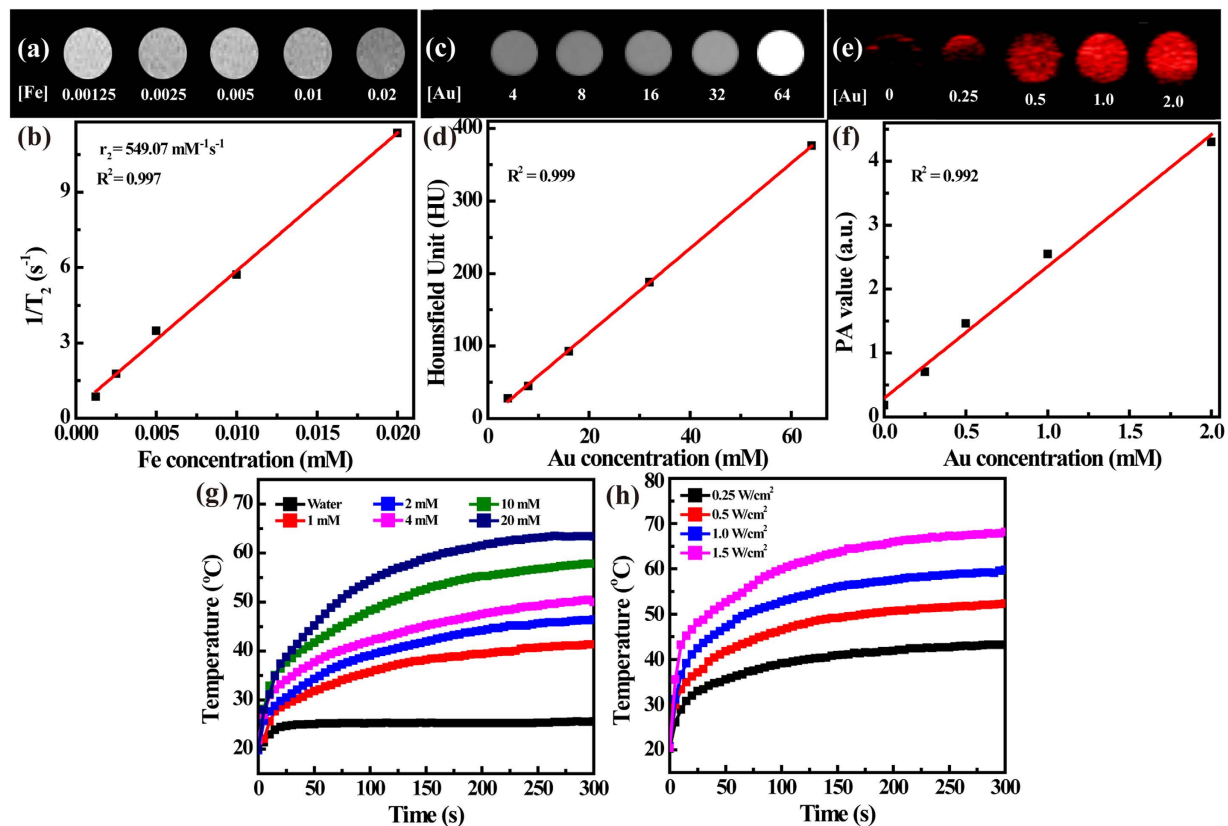 (a)
[Fe] 0.00125 0.0025 0.005 0.01 0.02
(c)
[Au] 4 8 16 32 64
(e)
[Au] 0 0.25 0.5 1.0 2.0
(b)
r₂ = 549.07 mM⁻¹s⁻¹
R² = 0.997
1/T₂ (s⁻¹)
11
9
6
3
0
0.000 0.005 0.010 0.015 0.020
Fe concentration (mM)
(d)
R² = 0.999
Hounsfield Unit (HU)
400
300
200
100
0
0 20 40 60
Au concentration (mM)
(f)
R² = 0.992
PA value (a.u.)
4
2
0
0.0 0.5 1.0 1.5 2.0
Au concentration (mM)
(g)
Water 2 mM 10 mM
1 mM 4 mM 20 mM
Temperature (°C)
70
60
50
40
30
20
0 50 100 150 200 250 300
Time (s)
(h)
0.25 W/cm²
0.5 W/cm²
1.0 W/cm²
1.5 W/cm²
Temperature (°C)
80
70
60
50
40
30
20
0 50 100 150 200 250 300
Time (s)